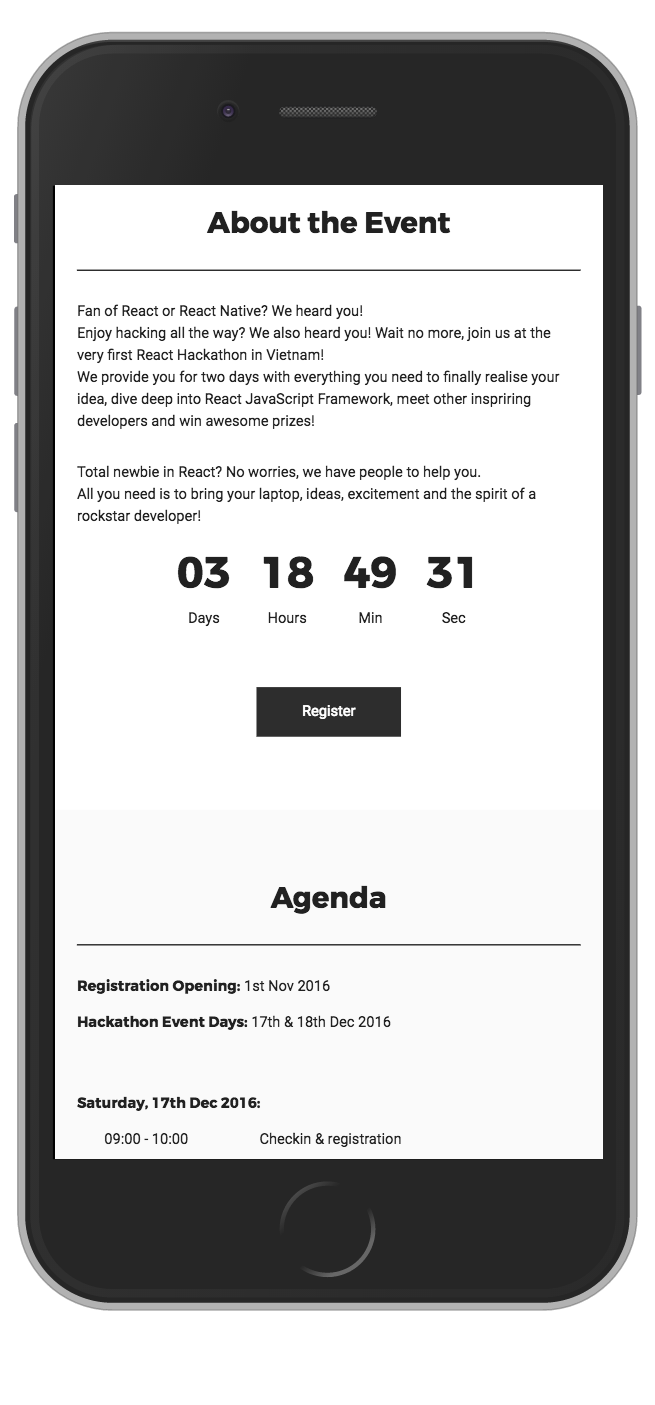 About the Event
Fan of React or React Native? We heard you!
Enjoy hacking all the way? We also heard you! Wait no more, join us at the
very first React Hackathon in Vietnam!
We provide you for two days with everything you need to finally realise your
idea, dive deep into React JavaScript Framework, meet other inspriring
developers and win awesome prizes!
Total newbie in React? No worries, we have people to help you.
All you need is to bring your laptop, ideas, excitement and the spirit of a
rockstar developer!
03 18 49 31
Days Hours Min Sec
Register
Agenda
Registration Opening: 1st Nov 2016
Hackathon Event Days: 17th & 18th Dec 2016
Saturday, 17th Dec 2016:
09:00 - 10:00 Checkin & registration